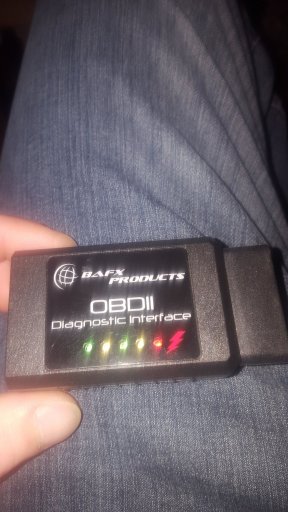 BAFX
PRODUCTS
OBDII
Diagnostic Interface